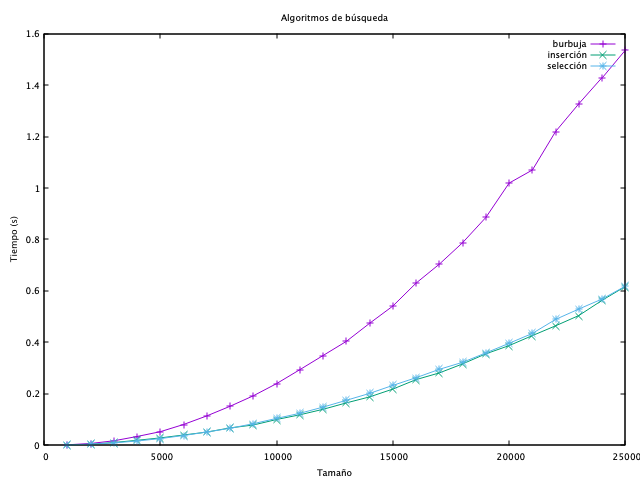 Algoritmos de búsqueda
burbuja
inserción
selección
Tiempo (s)
1.6
1.4
1.2
1
0.8
0.6
0.4
0.2
0
0 5000 10000 15000 20000 25000
Tamaño